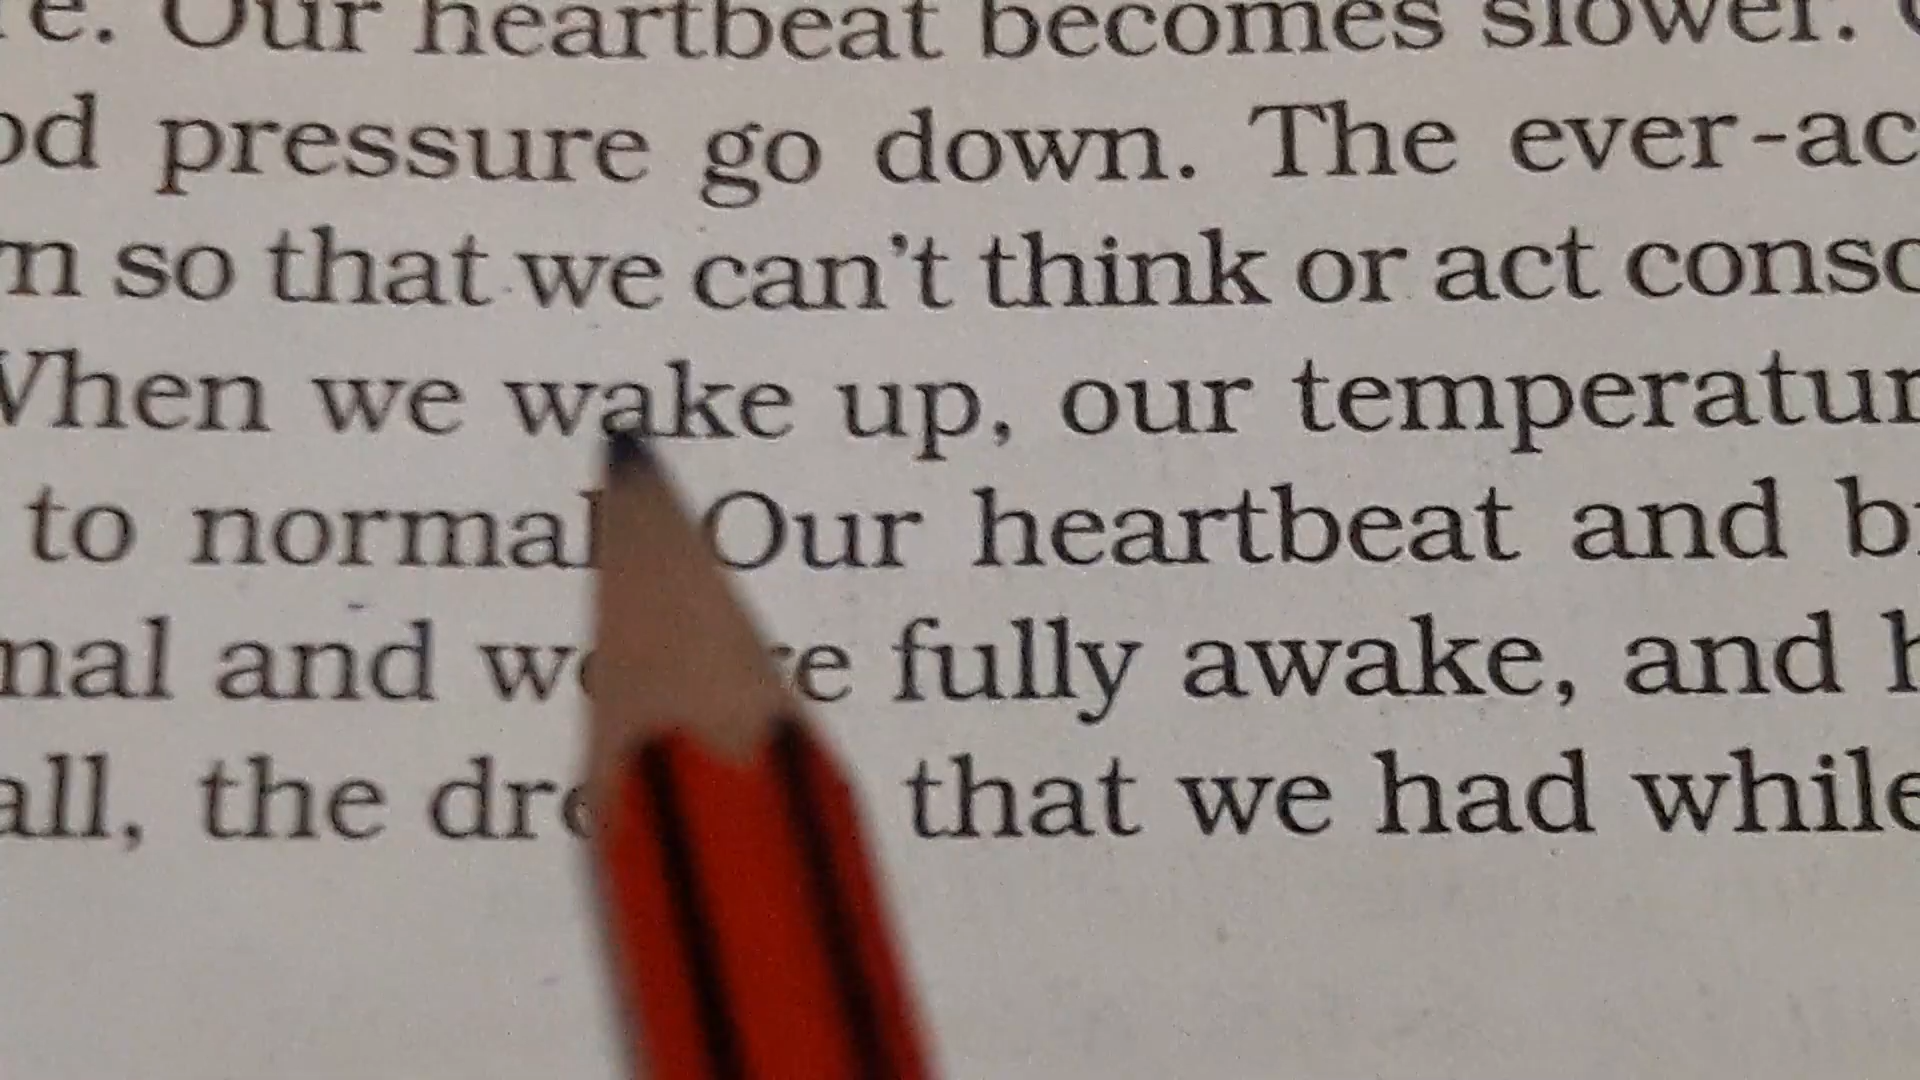 e. Our heartbeat becomes slower.
od pressure go down. The ever-ac
n so that we can't think or act consc
When we wake up, our temperatur
to normal Our heartbeat and b
nal and we fully awake, and h
all, the that we had while